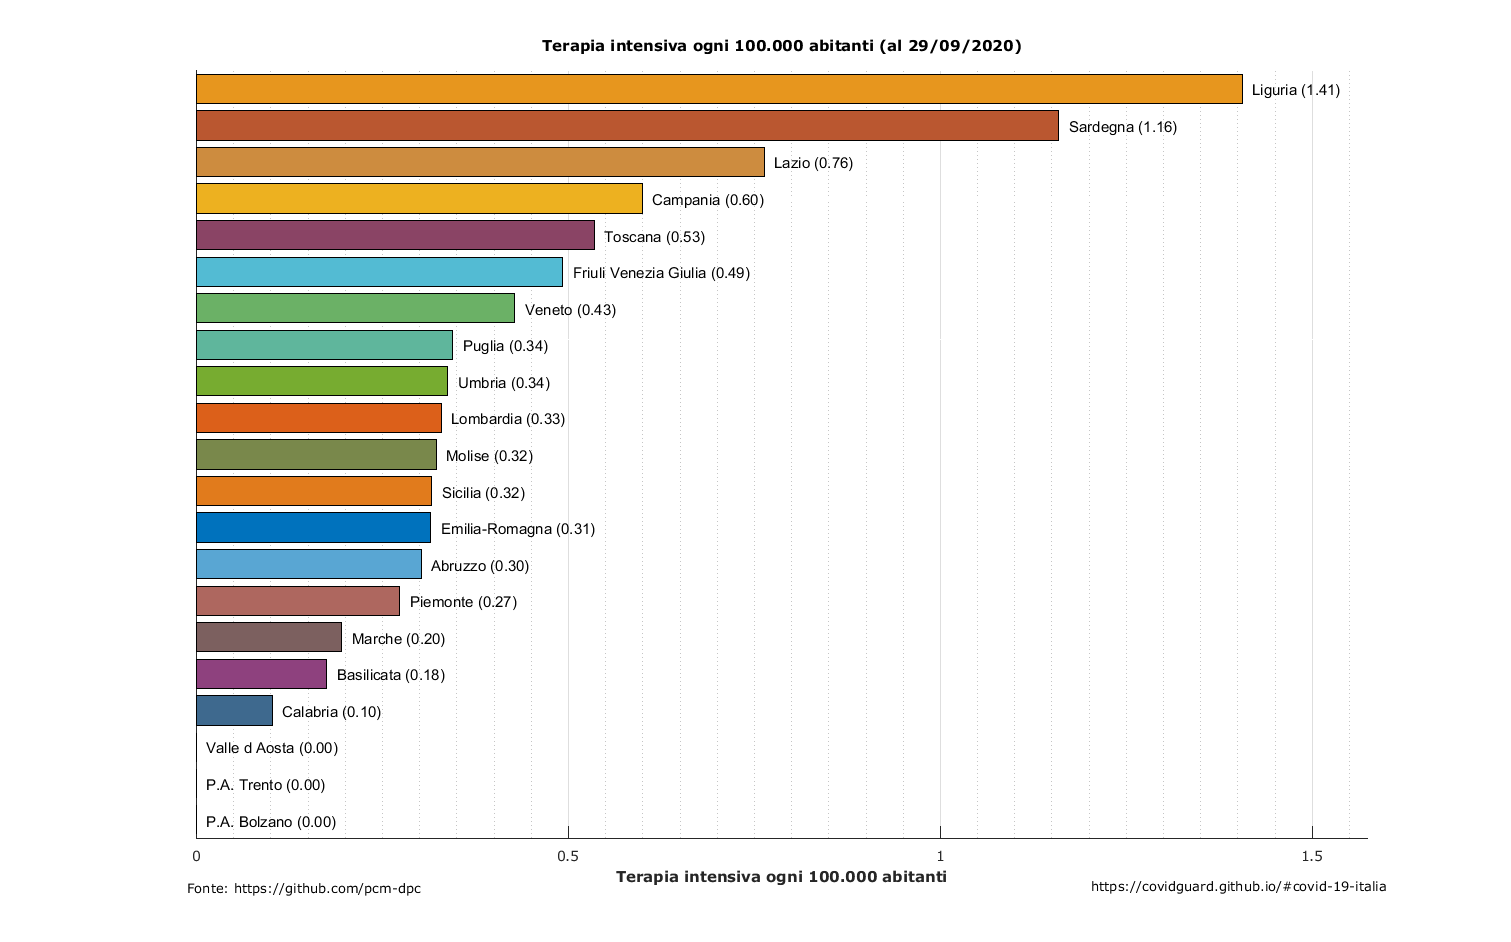 Terapia intensiva ogni 100.000 abitanti (al 29/09/2020)
Liguria (1.41)
Sardegna (1.16)
Lazio (0.76)
Campania (0.60)
Toscana (0.53)
Friuli Venezia Giulia (0.49)
Veneto (0.43)
Puglia (0.34)
Umbria (0.34)
Lombardia (0.33)
Molise (0.32)
Sicilia (0.32)
Emilia-Romagna (0.31)
Abruzzo (0.30)
Piemonte (0.27)
Marche (0.20)
Basilicata (0.18)
Calabria (0.10)
Valle d Aosta (0.00)
P.A. Trento (0.00)
P.A. Bolzano (0.00)
0 0.5 1 1.5
Terapia intensiva ogni 100.000 abitanti
Fonte: https://github.com/pcm-dpc
https://covidguard.github.io/#covid-19-italia